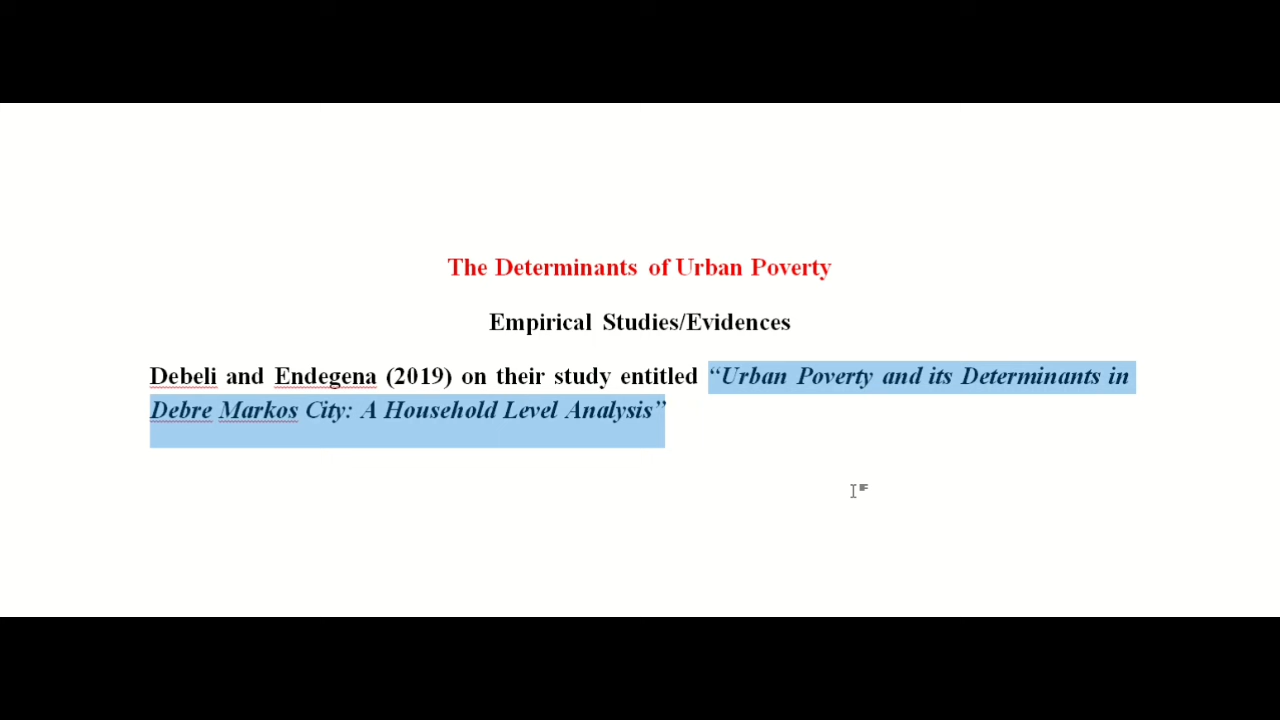 The Determinants of Urban Poverty
Empirical Studies/Evidences
Debeli and Endegena (2019) on their study entitled “Urban Poverty and its Determinants in
Debre Markos City: A Household Level Analysis”